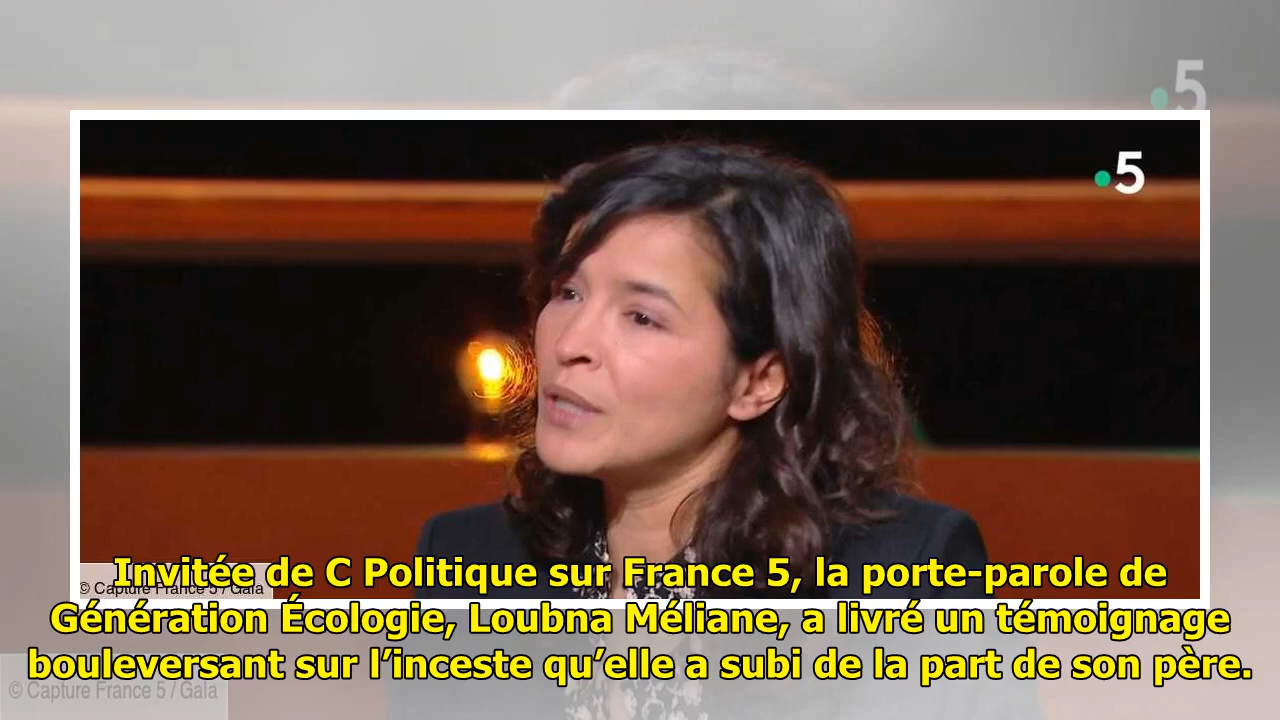 5
5
© Capture France 5 / Gala
Invitée de C Politique sur France 5, la porte-parole de
Génération Écologie, Loubna Méliane, a livré un témoignage
bouleversant sur l’inceste qu’elle a subi de la part de son père.
© Capture France 5 / Gala